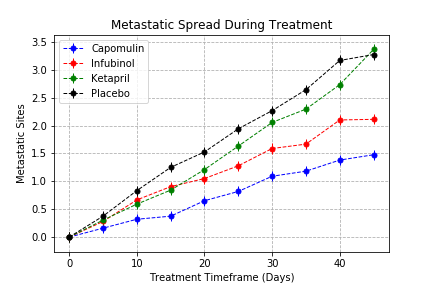 Metastatic Spread During Treatment
Capomulin
Infubinol
Ketapril
Placebo
Metastatic Sites
3.5
3.0
2.5
2.0
1.5
1.0
0.5
0.0
0 10 20 30 40
Treatment Timeframe (Days)